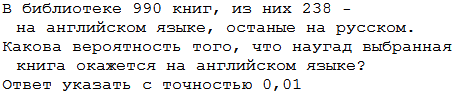 В библиотеке 990 книг, из них 238 -
на английском языке, останые на русском.
Какова вероятность того, что наугад выбранная
книга окажется на английском языке?
Ответ указать с точностью 0,01